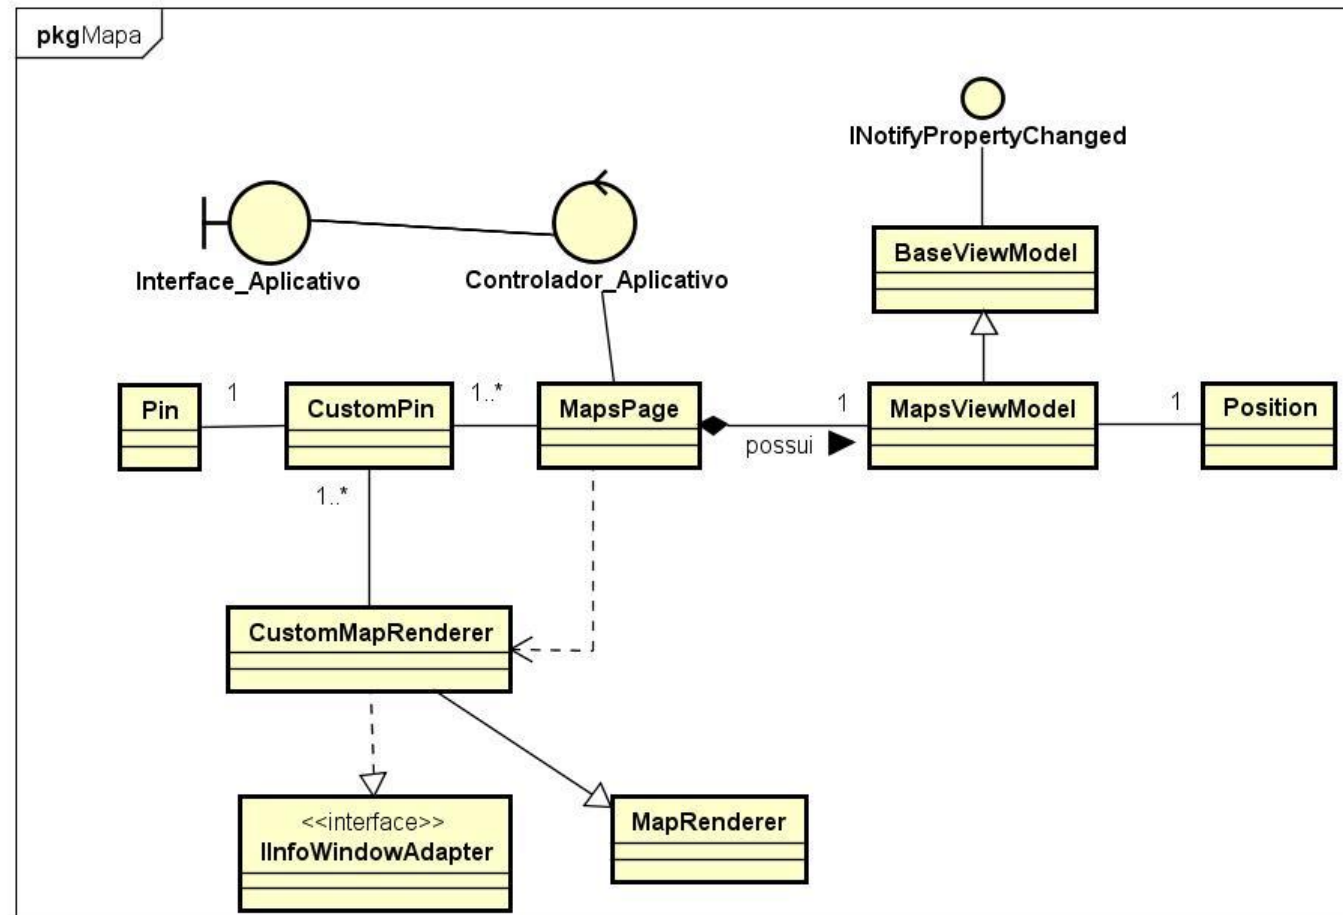 pkgMapa
INotifyPropertyChanged
Interface_Aplicativo
Controlador_Aplicativo
BaseViewModel
Pin
1
CustomPin
1..*
MapsPage
possui
1
MapsViewModel
1
Position
1..*
CustomMapRenderer
<<interface>>
IInfoWindowAdapter
MapRenderer